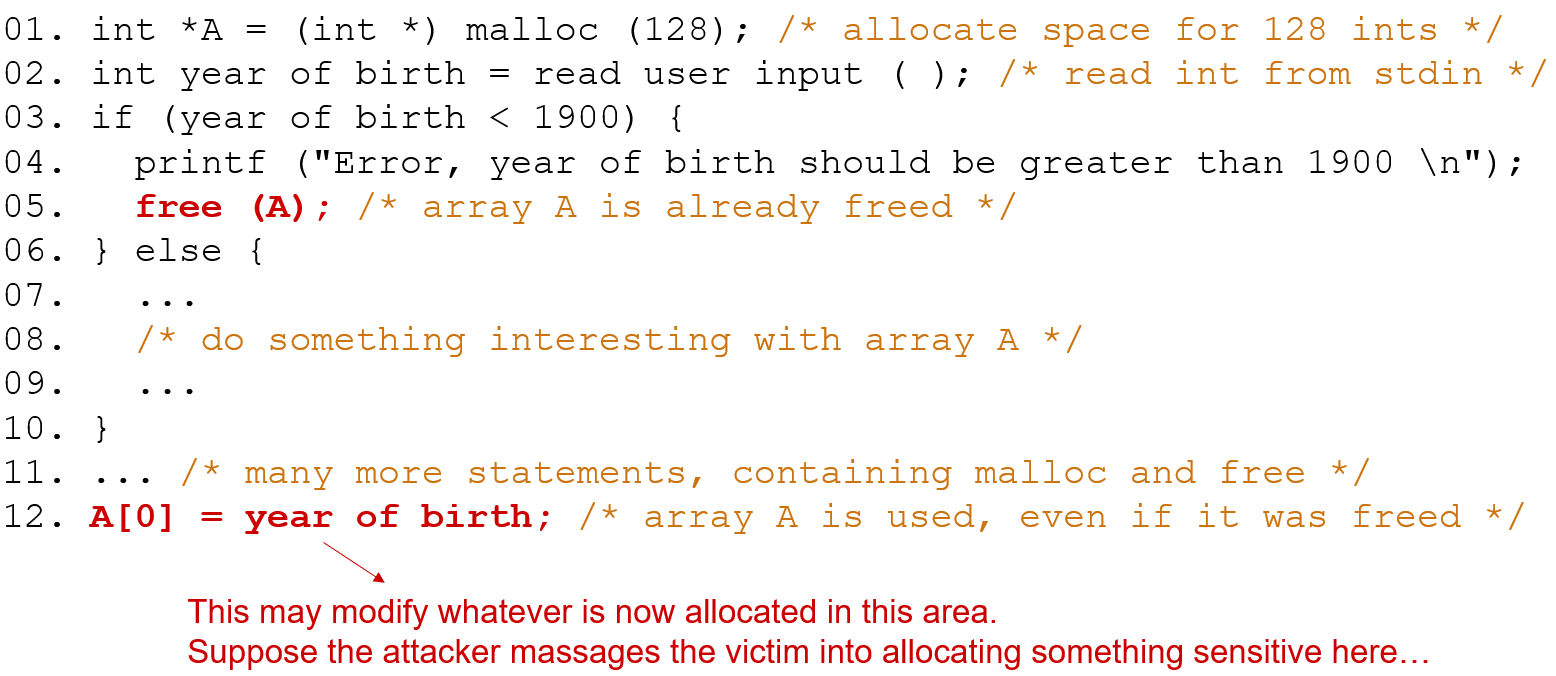 01. int *A = (int *) malloc (128); /* allocate space for 128 ints */
02. int year of birth = read user input ( ); /* read int from stdin */
03. if (year of birth < 1900) {
04. printf ("Error, year of birth should be greater than 1900 \n");
05. free (A); /* array A is already freed */
06. } else {
07. ...
08. /* do something interesting with array A */
09. ...
10. }
11. ... /* many more statements, containing malloc and free */
12. A[0] = year of birth; /* array A is used, even if it was freed */
This may modify whatever is now allocated in this area.
Suppose the attacker massages the victim into allocating something sensitive here…